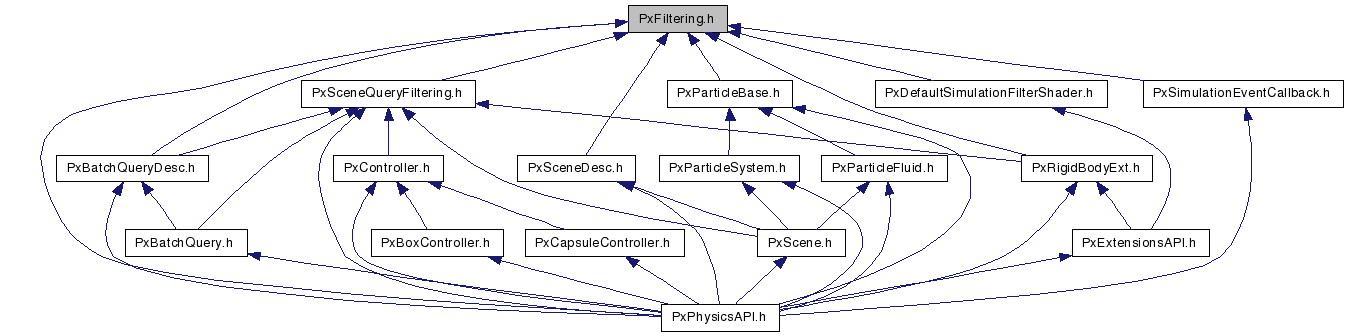 PxFiltering.h
PxSceneQueryFiltering.h
PxParticleBase.h
PxDefaultSimulationFilterShader.h
PxSimulationEventCallback.h
PxBatchQueryDesc.h
PxController.h
PxSceneDesc.h
PxParticleSystem.h
PxParticleFluid.h
PxRigidBodyExt.h
PxBatchQuery.h
PxBoxController.h
PxCapsuleController.h
PxScene.h
PxExtensionsAPI.h
PxPhysicsAPI.h